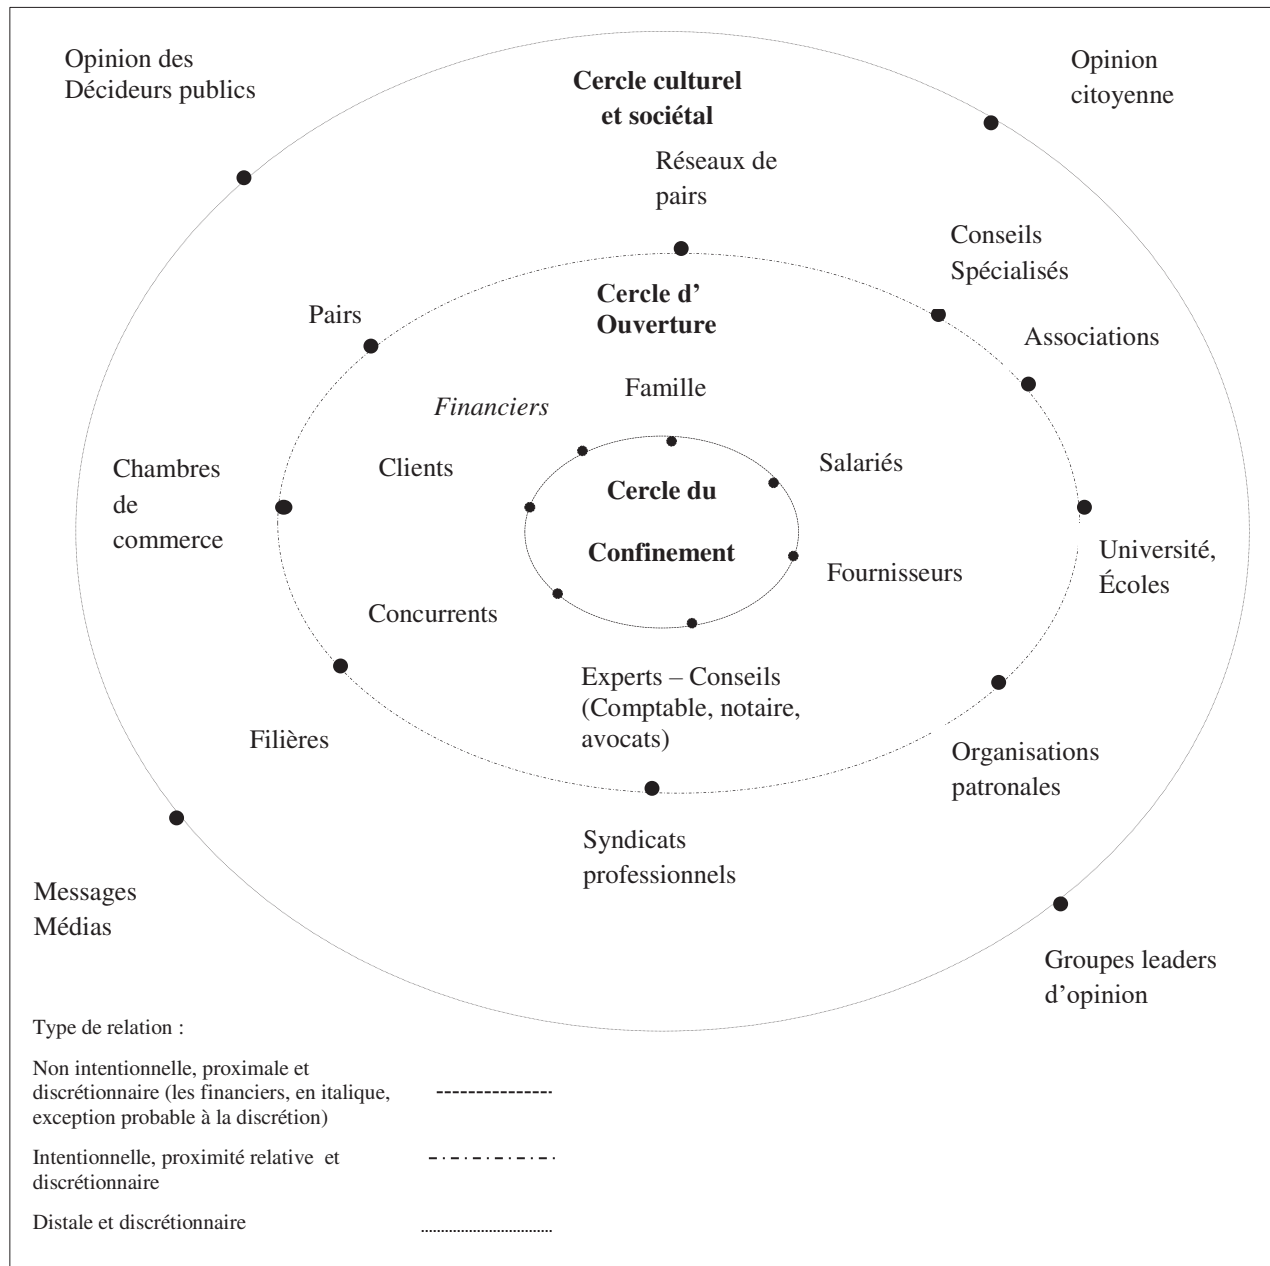 Opinion des
Décideurs publics
Opinion
citoyenne
Cercle culturel
et sociétal
Réseaux de
pairs
Conseils
Spécialisés
Cercle d’
Ouverture
Pairs
Associations
Famille
Financiers
Clients
Salariés
Chambres
de
commerce
Cercle du
Confinement
Université,
Écoles
Fournisseurs
Concurrents
Experts – Conseils
(Comptable, notaire,
avocats)
Filières
Organisations
patronales
Syndicats
professionnels
Messages
Médias
Groupes leaders
d’opinion
Type de relation :
Non intentionnelle, proximale et
discrétionnaire (les financiers, en italique,
exception probable à la discrétion)
Intentionnelle, proximité relative et
discrétionnaire
Distale et discrétionnaire